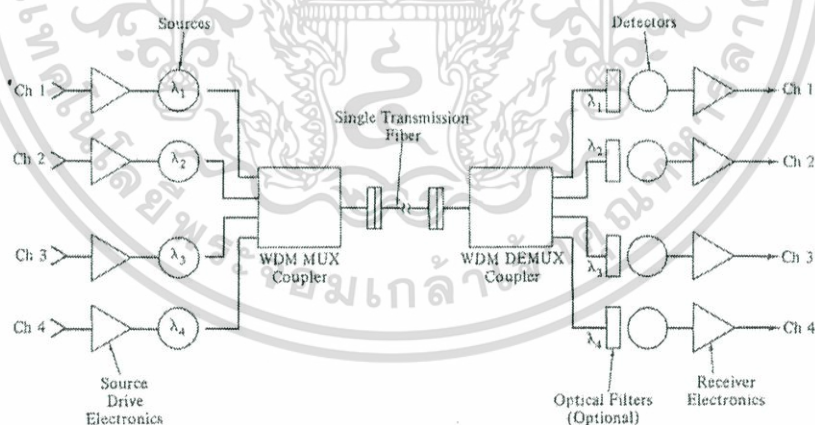 Sources
Detectors
Ch 1
λ1
λ1
Ch 1
Single Transmission
Fiber
Ch 2
λ2
λ2
Ch 2
Ch 3
λ3
WDM MUX
Coupler
WDM DEMUX
Coupler
λ3
Ch 3
Ch 4
λ4
λ4
Ch 4
Source
Drive
Electronics
Optical Filters
(Optional)
Receiver
Electronics